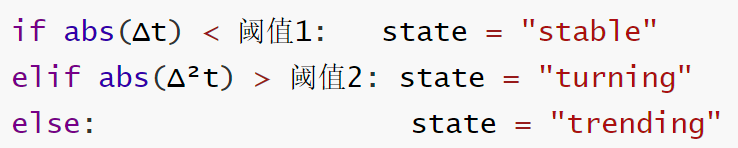 if abs(Δt) < 阈值1:   state = "stable"
elif abs(Δ²t) > 阈值2: state = "turning"
else:                  state = "trending"